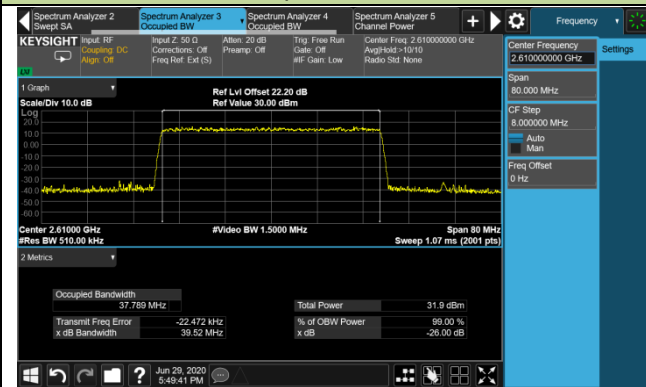 Spectrum Analyzer 2
Swept SA
Spectrum Analyzer 3
Occupied BW
Spectrum Analyzer 4
Occupied BW
Spectrum Analyzer 5
Channel Power
Frequency
KEYSIGHT
Input: RF
Coupling: DC
Align: Off
Input Z: 50 Ω
Corrections: Off
Freq Ref: Ext (S)
Atten: 20 dB
Preamp: Off
Trig: Free Run
Gate: Off
#IF Gain: Low
Center Freq: 2.610000000 GHz
Avg|Hold:>10/10
Radio Std: None
Center Frequency
2.610000000 GHz
Settings
Span
80.000 MHz
CF Step
8.000000 MHz
Auto
Man
Freq Offset
0 Hz
1 Graph
Scale/Div 10.0 dB
Ref Lvl Offset 22.20 dB
Ref Value 30.00 dBm
Log
20.0
10.0
0.00
-10.0
-20.0
-30.0
-40.0
-50.0
-60.0
Center 2.61000 GHz
#Res BW 510.00 kHz
#Video BW 1.5000 MHz
Span 80 MHz
Sweep 1.07 ms (2001 pts)
2 Metrics
Occupied Bandwidth
37.789 MHz
Total Power 31.9 dBm
Transmit Freq Error -22.472 kHz
% of OBW Power 99.00 %
x dB Bandwidth 39.52 MHz
x dB -26.00 dB
Jun 29, 2020
5:49:41 PM